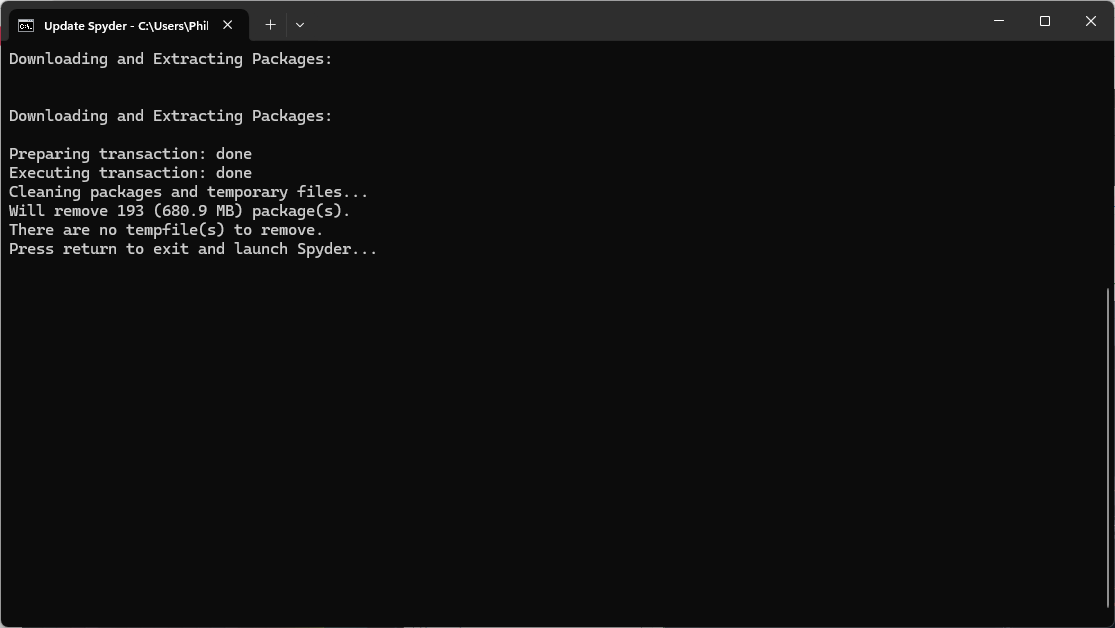 Update Spyder - C:\Users\Phil
Downloading and Extracting Packages:
Downloading and Extracting Packages:
Preparing transaction: done
Executing transaction: done
Cleaning packages and temporary files...
Will remove 193 (680.9 MB) package(s).
There are no tempfile(s) to remove.
Press return to exit and launch Spyder...